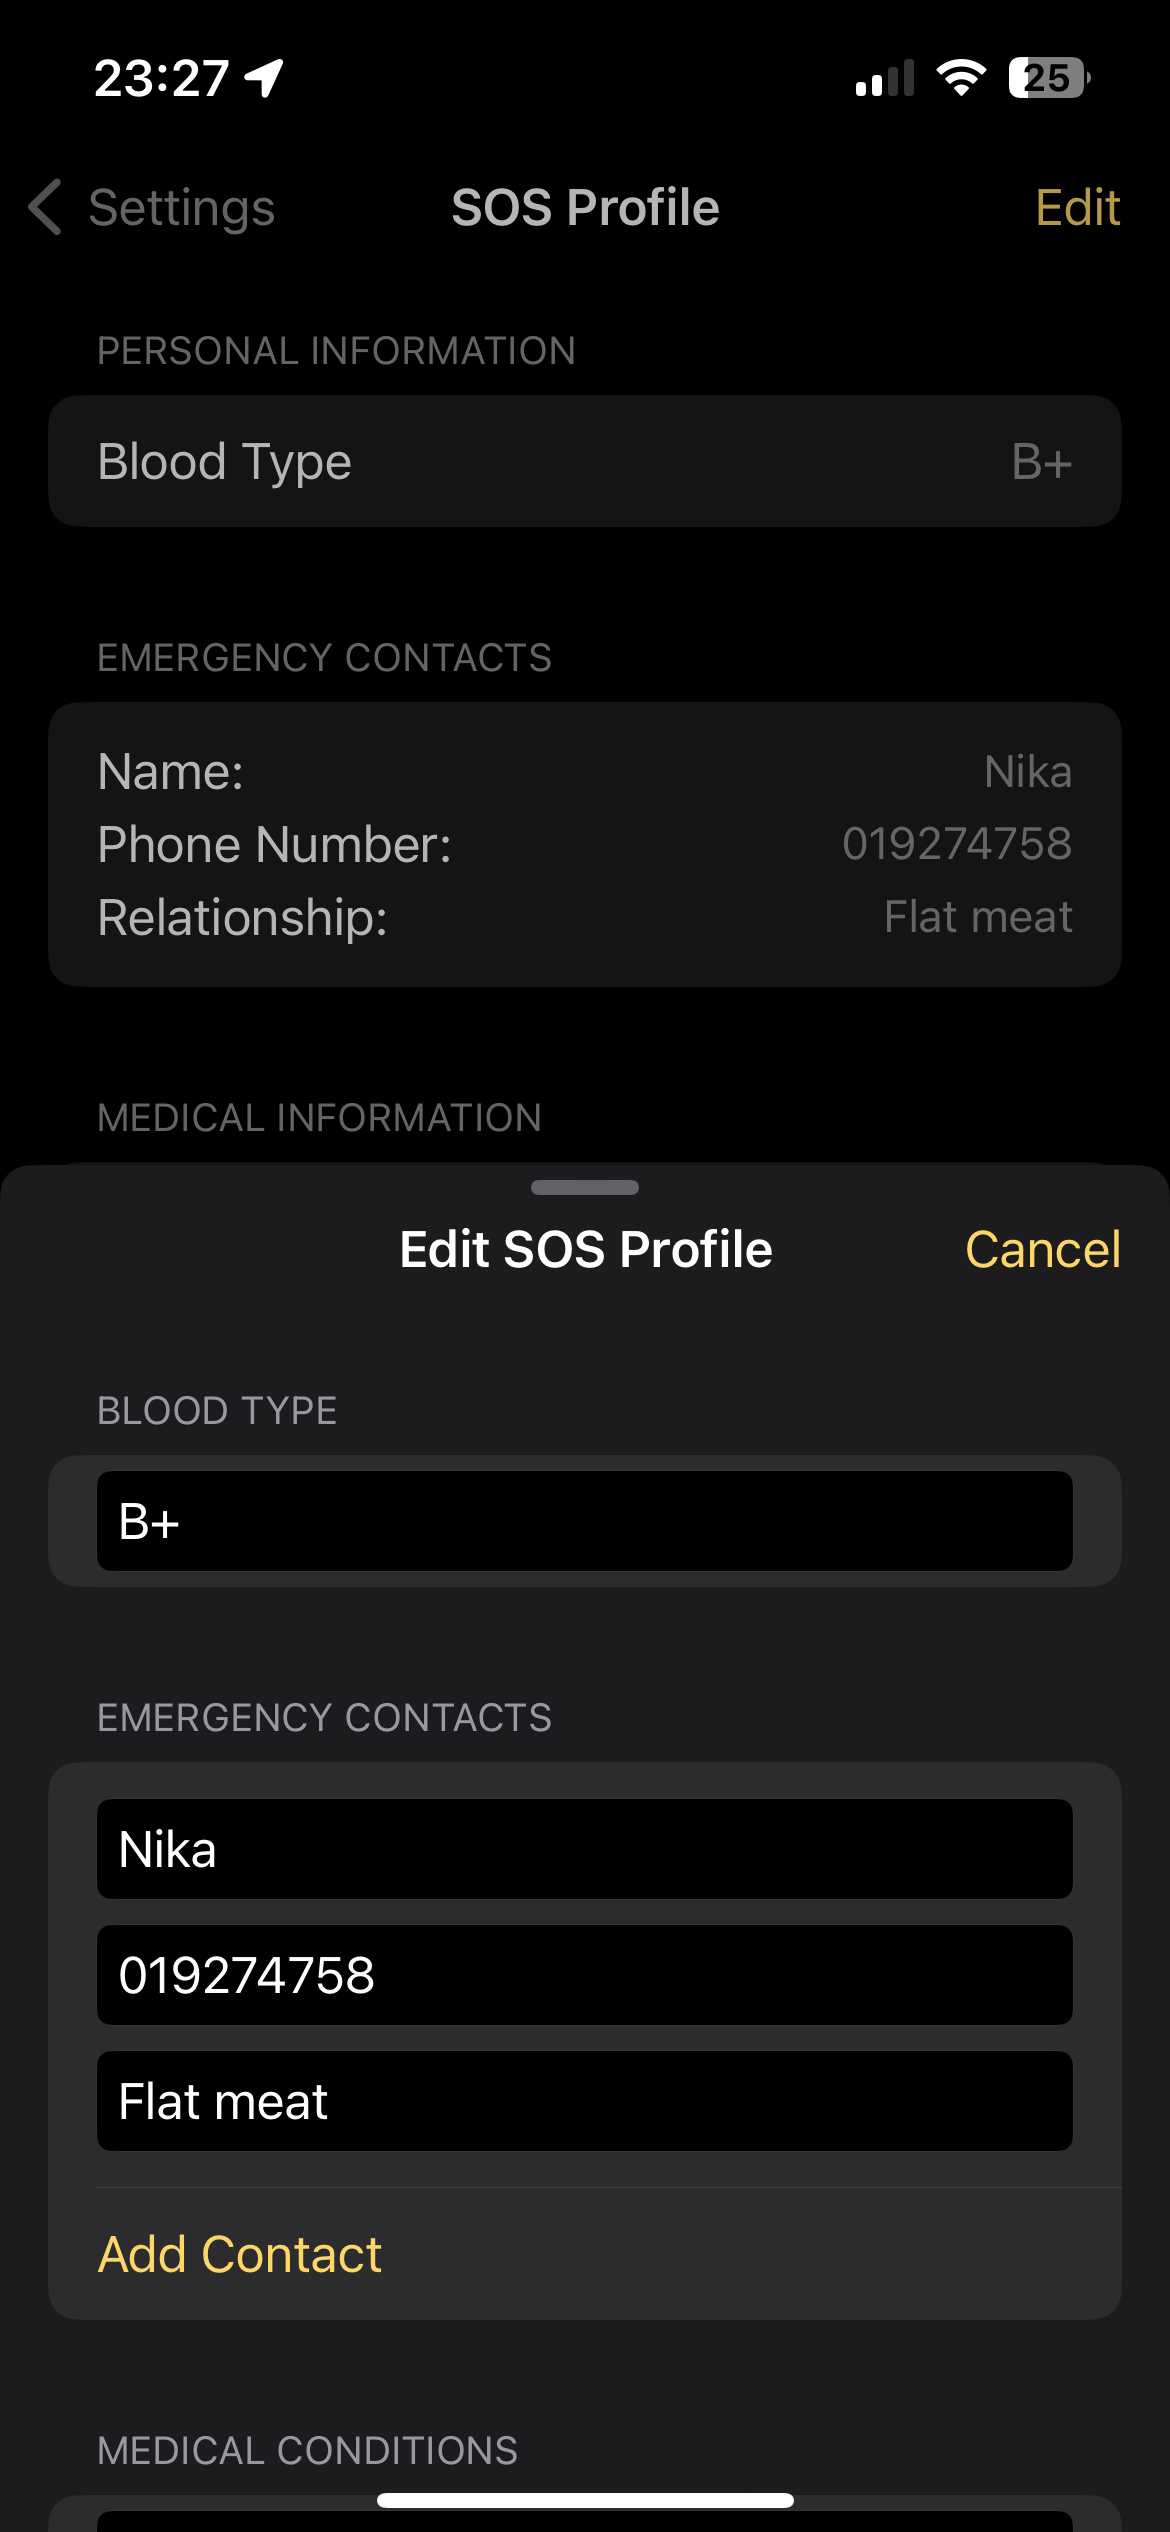 23:27
25
Settings
SOS Profile
Edit
PERSONAL INFORMATION
Blood Type B+
EMERGENCY CONTACTS
Name: Nika
Phone Number: 019274758
Relationship: Flat meat
MEDICAL INFORMATION
Edit SOS Profile
Cancel
BLOOD TYPE
B+
EMERGENCY CONTACTS
Nika
019274758
Flat meat
Add Contact
MEDICAL CONDITIONS